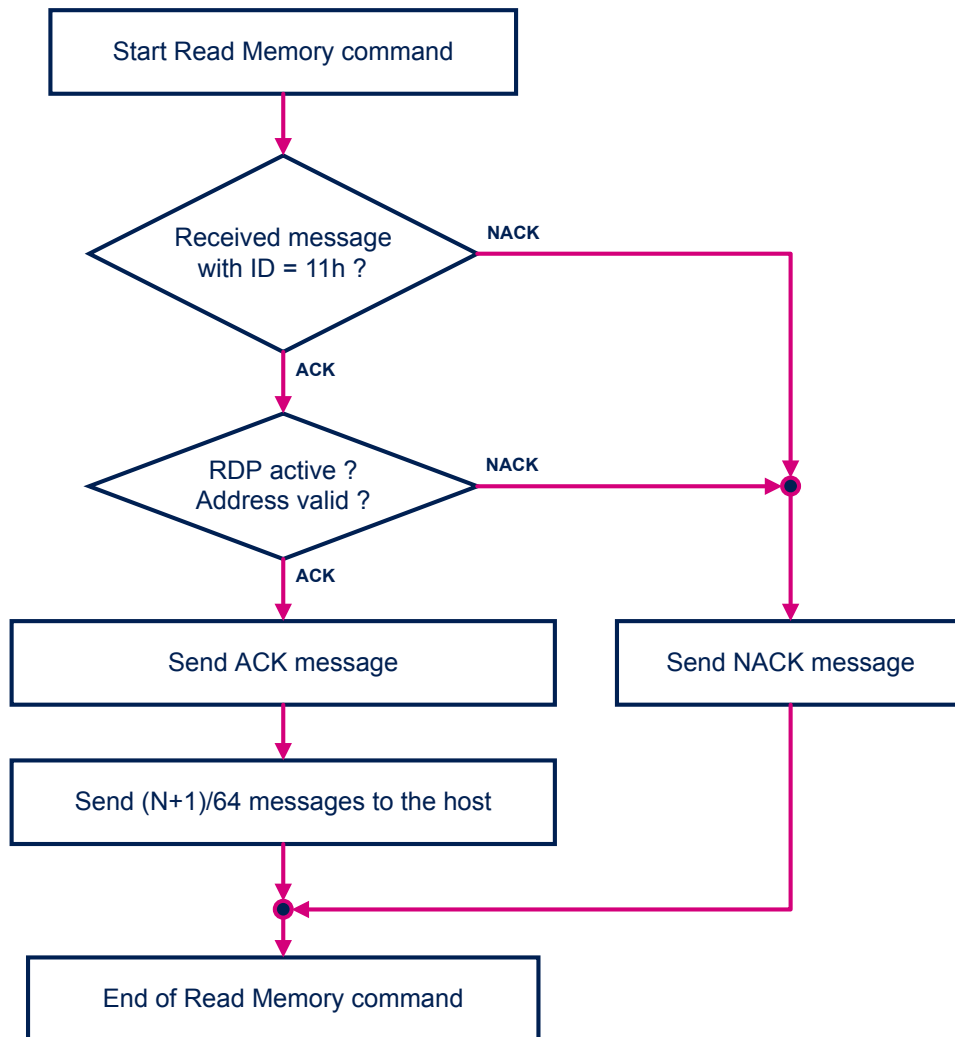 Start Read Memory command
Received message
with ID = 11h ?
NACK
ACK
RDP active ?
Address valid ?
NACK
ACK
Send ACK message
Send NACK message
Send (N+1)/64 messages to the host
End of Read Memory command